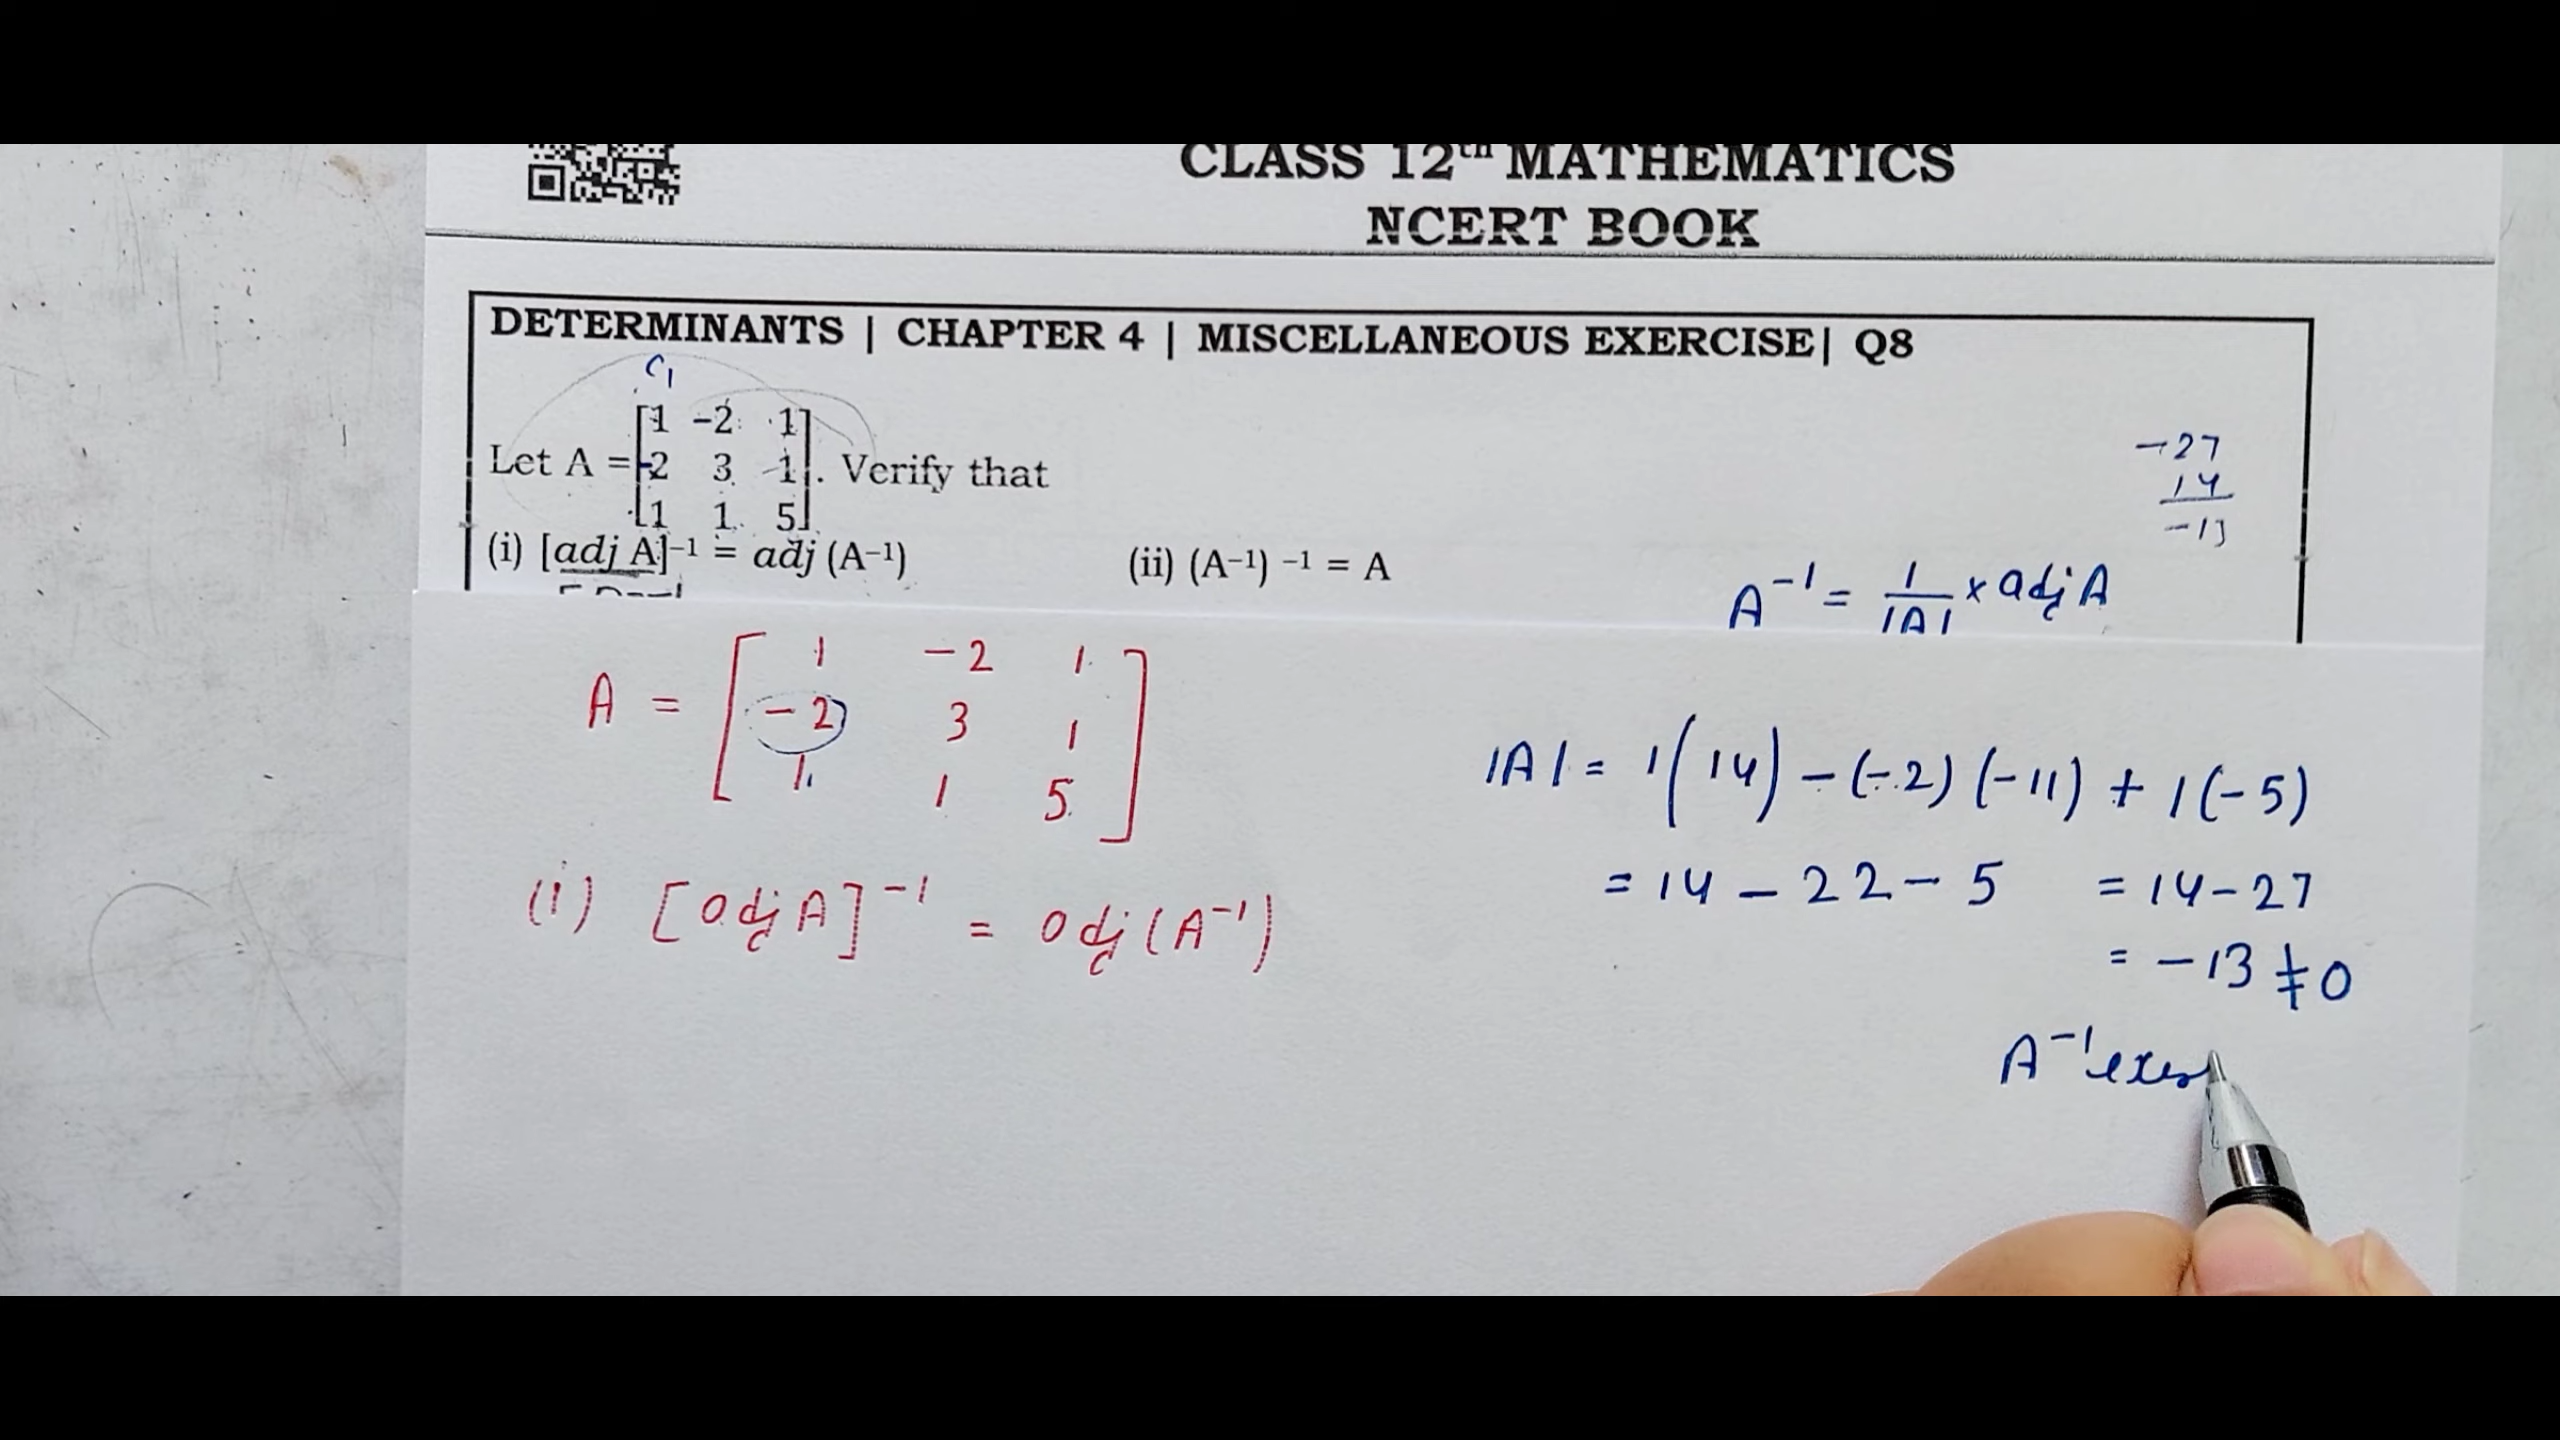 CLASS 12th MATHEMATICS
NCERT BOOK
DETERMINANTS | CHAPTER 4 | MISCELLANEOUS EXERCISE| Q8
C1
Let A = [1 -2 1
-2 3 1
1 1 5]. Verify that
(i) [adj A]⁻¹ = adj (A⁻¹) (ii) (A⁻¹) ⁻¹ = A
-27
14
-13
A⁻¹ = 1/|A| × adj A
A = [1 -2 1
-2 3 1
1 1 5]
(i) [adj A]⁻¹ = adj (A⁻¹)
|A| = 1(14) - (-2)(-11) + 1(-5)
= 14 - 22 - 5 = 14 - 27
= -13 ≠ 0
A⁻¹ exis